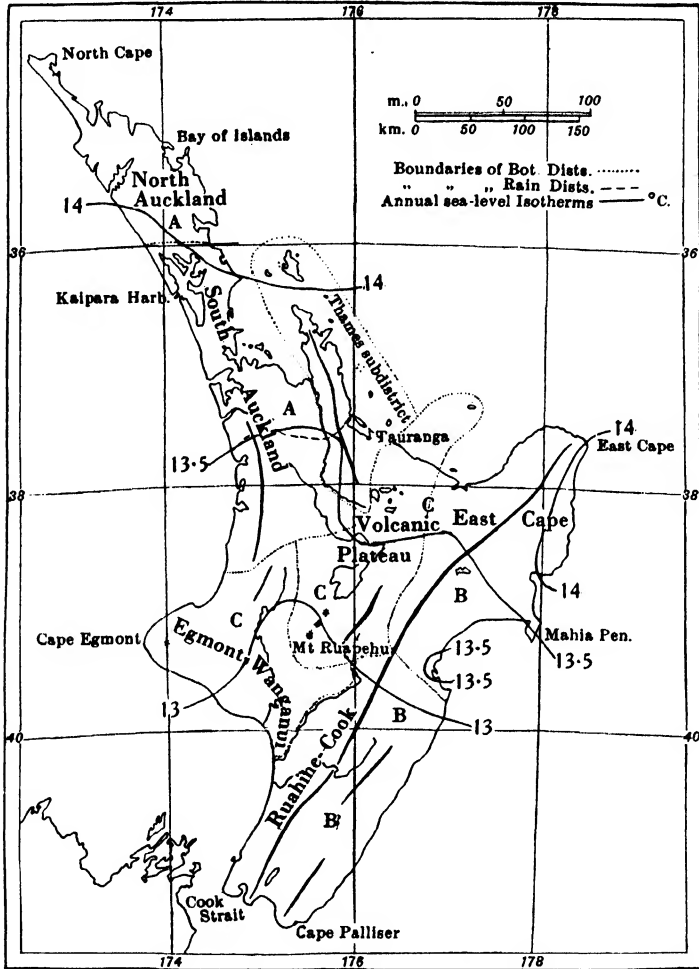 174 176 178
North Cape
m. 0 50 100
km. 0 50 100 150
Bay of Islands
Boundaries of Bot. Dists. ..........
„ „ „ Rain Dists. -----
Annual sea-level Isotherms —— °C.
North
Auckland
14
A
36 36
14
Kaipara Harb.
South
Auckland
Thames subdistrict
A
Tauranga
14
East Cape
13·5
38 38
C
Volcanic East Cape
Plateau
B
B
14
C
C
Cape Egmont
Egmont, Wanganui
Mt Ruapehu
Mahia Pen.
13·5
13·5
13·5
13
B
13
40 40
Ruahine-Cook
B
Cook
Strait
Cape Palliser
174 176 178